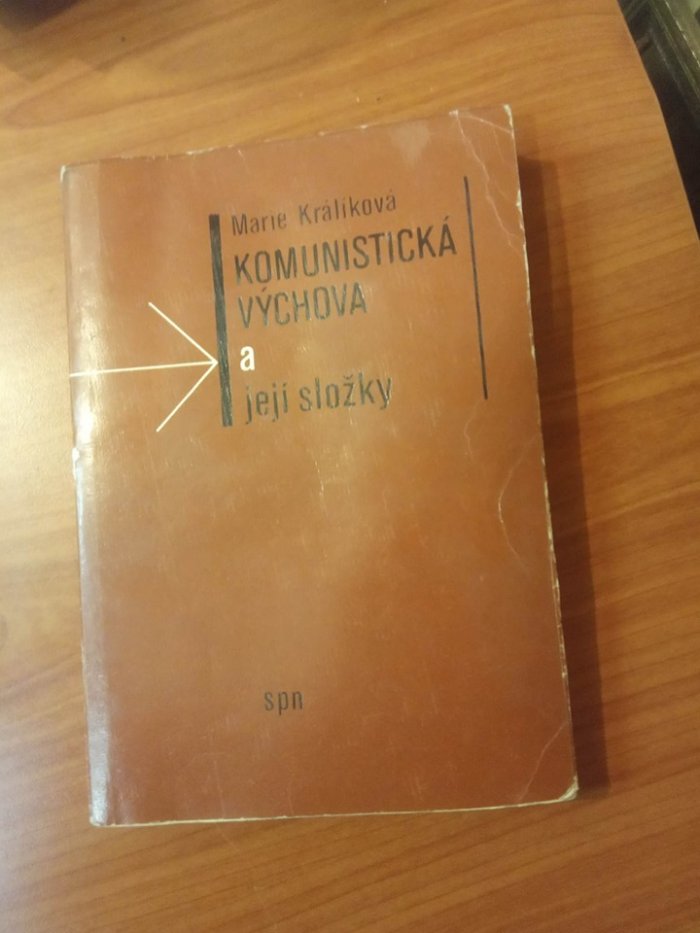 Marie Králíková
KOMUNISTICKÁ
VÝCHOVA
a
její složky
spn